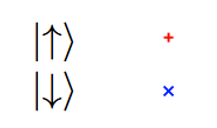 |↑⟩ +
|↓⟩ ×